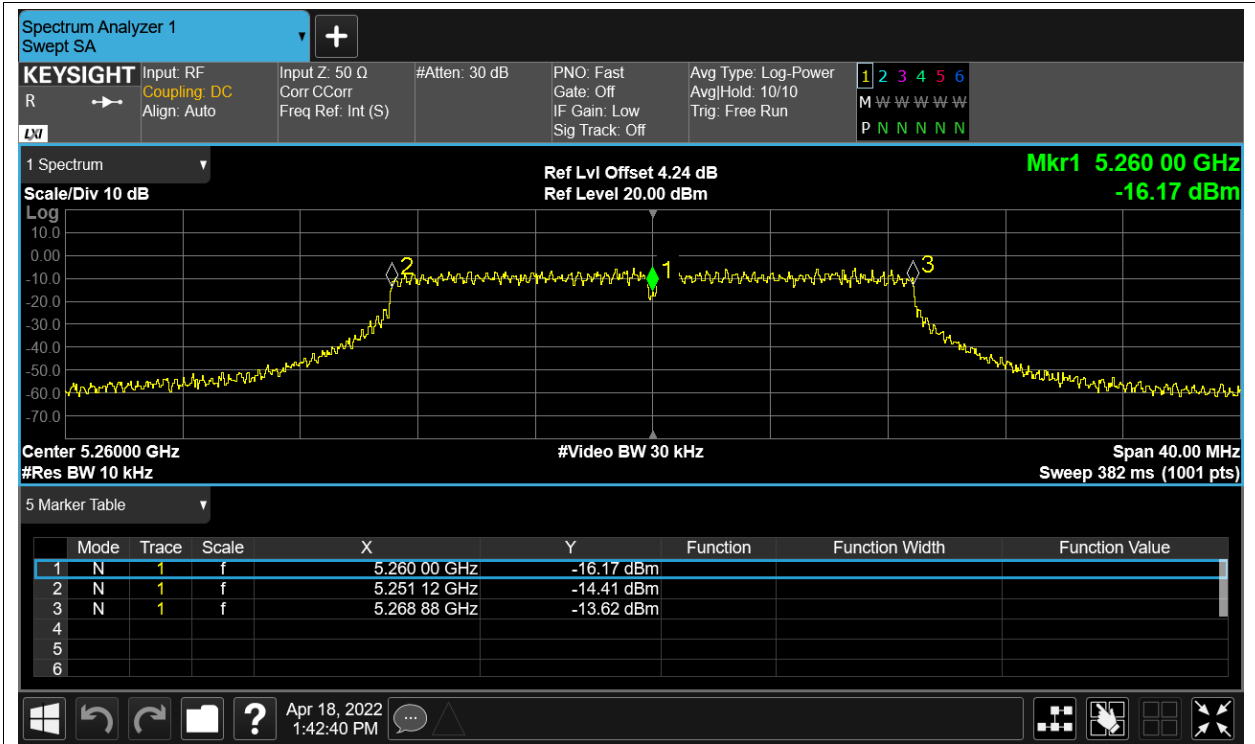 Spectrum Analyzer 1
Swept SA
KEYSIGHT
R
LXI
Input: RF
Coupling: DC
Align: Auto
Input Z: 50 Ω
Corr CCorr
Freq Ref: Int (S)
#Atten: 30 dB
PNO: Fast
Gate: Off
IF Gain: Low
Sig Track: Off
Avg Type: Log-Power
Avg|Hold: 10/10
Trig: Free Run
1 2 3 4 5 6
M W W W W W
P N N N N N
1 Spectrum
Scale/Div 10 dB
Ref Lvl Offset 4.24 dB
Ref Level 20.00 dBm
Mkr1 5.260 00 GHz
-16.17 dBm
Log
10.0
0.00
-10.0
-20.0
-30.0
-40.0
-50.0
-60.0
-70.0
2
1
3
Center 5.26000 GHz
#Video BW 30 kHz
Span 40.00 MHz
#Res BW 10 kHz
Sweep 382 ms (1001 pts)
5 Marker Table
Mode Trace Scale X Y Function Function Width Function Value
1 N 1 f 5.260 00 GHz -16.17 dBm
2 N 1 f 5.251 12 GHz -14.41 dBm
3 N 1 f 5.268 88 GHz -13.62 dBm
4
5
6
?
Apr 18, 2022
1:42:40 PM